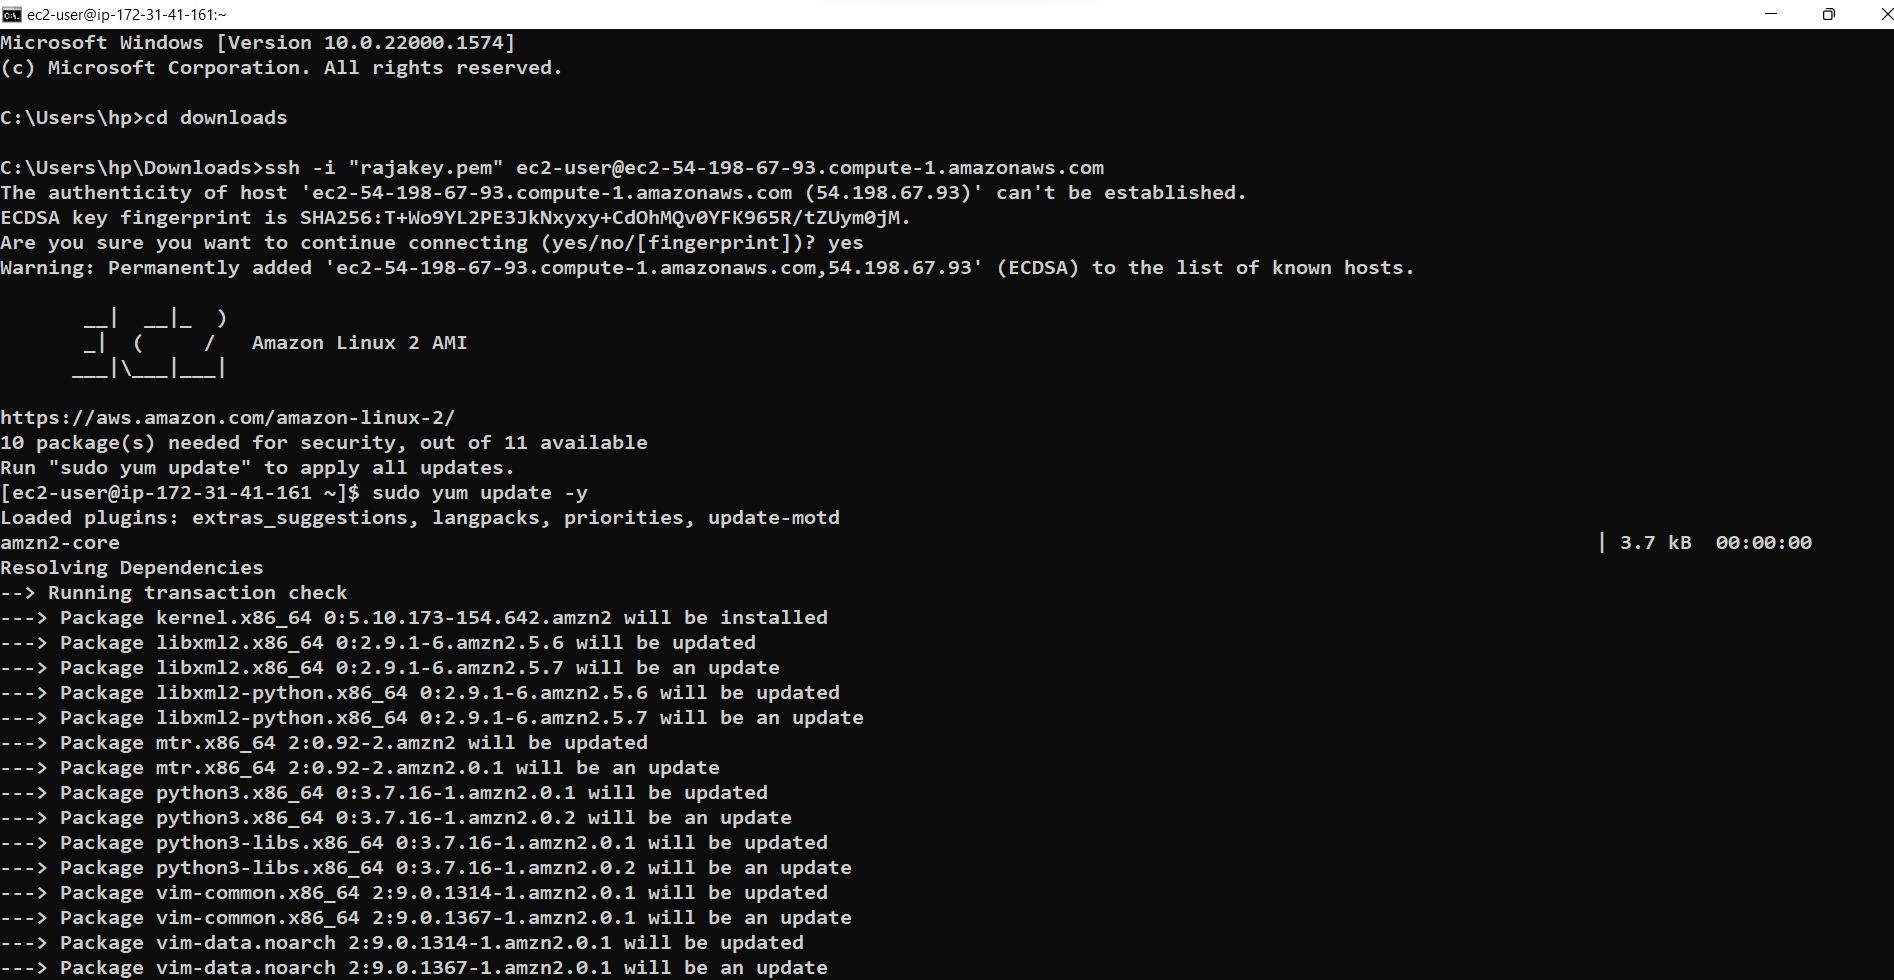 ec2-user@ip-172-31-41-161:~
Microsoft Windows [Version 10.0.22000.1574]
(c) Microsoft Corporation. All rights reserved.
C:\Users\hp>cd downloads
C:\Users\hp\Downloads>ssh -i "rajakey.pem" ec2-user@ec2-54-198-67-93.compute-1.amazonaws.com
The authenticity of host 'ec2-54-198-67-93.compute-1.amazonaws.com (54.198.67.93)' can't be established.
ECDSA key fingerprint is SHA256:T+Wo9YL2PE3JkNxyxy+CdOhMQv0YFK965R/tZUym0jM.
Are you sure you want to continue connecting (yes/no/[fingerprint])? yes
Warning: Permanently added 'ec2-54-198-67-93.compute-1.amazonaws.com,54.198.67.93' (ECDSA) to the list of known hosts.
       __|  __|_  )
       _|  (     /   Amazon Linux 2 AMI
      ___|\___|___|
https://aws.amazon.com/amazon-linux-2/
10 package(s) needed for security, out of 11 available
Run "sudo yum update" to apply all updates.
[ec2-user@ip-172-31-41-161 ~]$ sudo yum update -y
Loaded plugins: extras_suggestions, langpacks, priorities, update-motd
amzn2-core | 3.7 kB  00:00:00
Resolving Dependencies
--> Running transaction check
---> Package kernel.x86_64 0:5.10.173-154.642.amzn2 will be installed
---> Package libxml2.x86_64 0:2.9.1-6.amzn2.5.6 will be updated
---> Package libxml2.x86_64 0:2.9.1-6.amzn2.5.7 will be an update
---> Package libxml2-python.x86_64 0:2.9.1-6.amzn2.5.6 will be updated
---> Package libxml2-python.x86_64 0:2.9.1-6.amzn2.5.7 will be an update
---> Package mtr.x86_64 2:0.92-2.amzn2 will be updated
---> Package mtr.x86_64 2:0.92-2.amzn2.0.1 will be an update
---> Package python3.x86_64 0:3.7.16-1.amzn2.0.1 will be updated
---> Package python3.x86_64 0:3.7.16-1.amzn2.0.2 will be an update
---> Package python3-libs.x86_64 0:3.7.16-1.amzn2.0.1 will be updated
---> Package python3-libs.x86_64 0:3.7.16-1.amzn2.0.2 will be an update
---> Package vim-common.x86_64 2:9.0.1314-1.amzn2.0.1 will be updated
---> Package vim-common.x86_64 2:9.0.1367-1.amzn2.0.1 will be an update
---> Package vim-data.noarch 2:9.0.1314-1.amzn2.0.1 will be updated
---> Package vim-data.noarch 2:9.0.1367-1.amzn2.0.1 will be an update